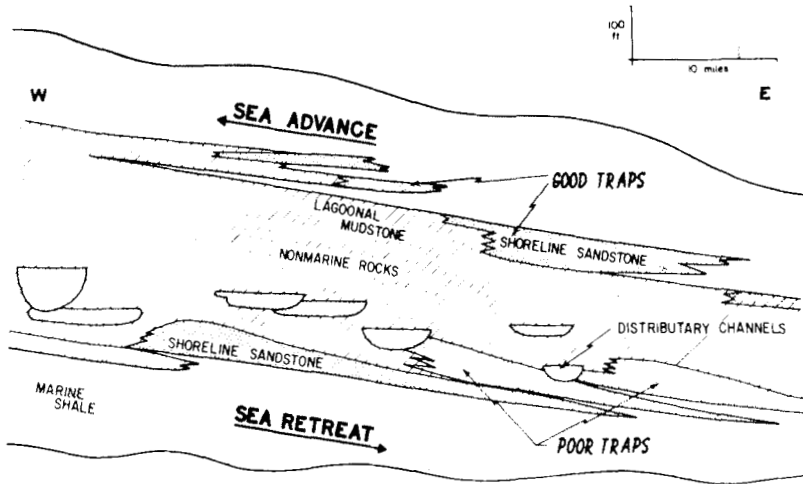 100
ft
10 miles
W
E
SEA ADVANCE
GOOD TRAPS
LAGOONAL
MUDSTONE
SHORELINE SANDSTONE
NONMARINE ROCKS
DISTRIBUTARY CHANNELS
SHORELINE SANDSTONE
MARINE
SHALE
SEA RETREAT
POOR TRAPS